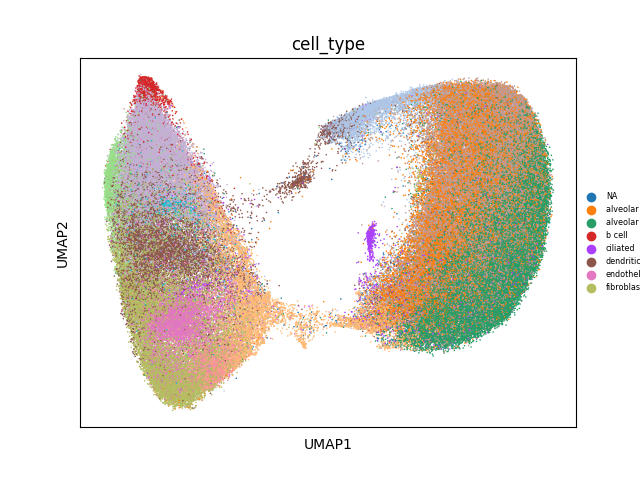 cell_type
UMAP2
UMAP1
NA
alveolar
alveolar
b cell
ciliated
dendritic
endothel
fibroblas